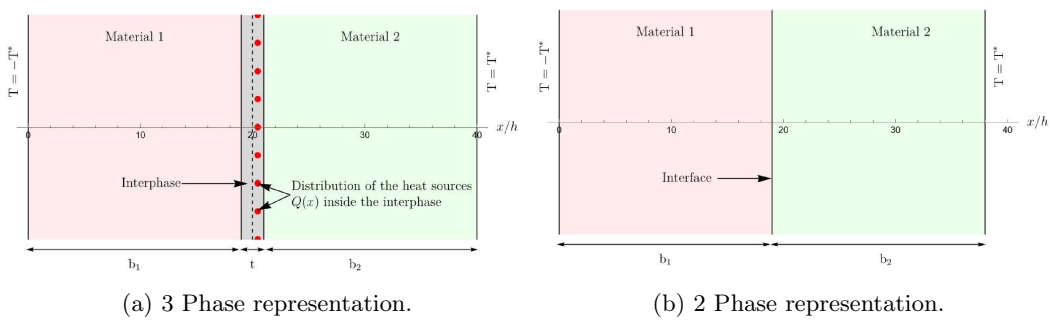 Material 1
Material 2
T = −T*
T = T*
0
10
20
30
40
x/h
Interphase
Distribution of the heat sources
Q(x) inside the interphase
b₁
t
b₂
(a) 3 Phase representation.
Material 1
Material 2
T = −T*
T = T*
0
10
20
30
40
x/h
Interface
b₁
b₂
(b) 2 Phase representation.